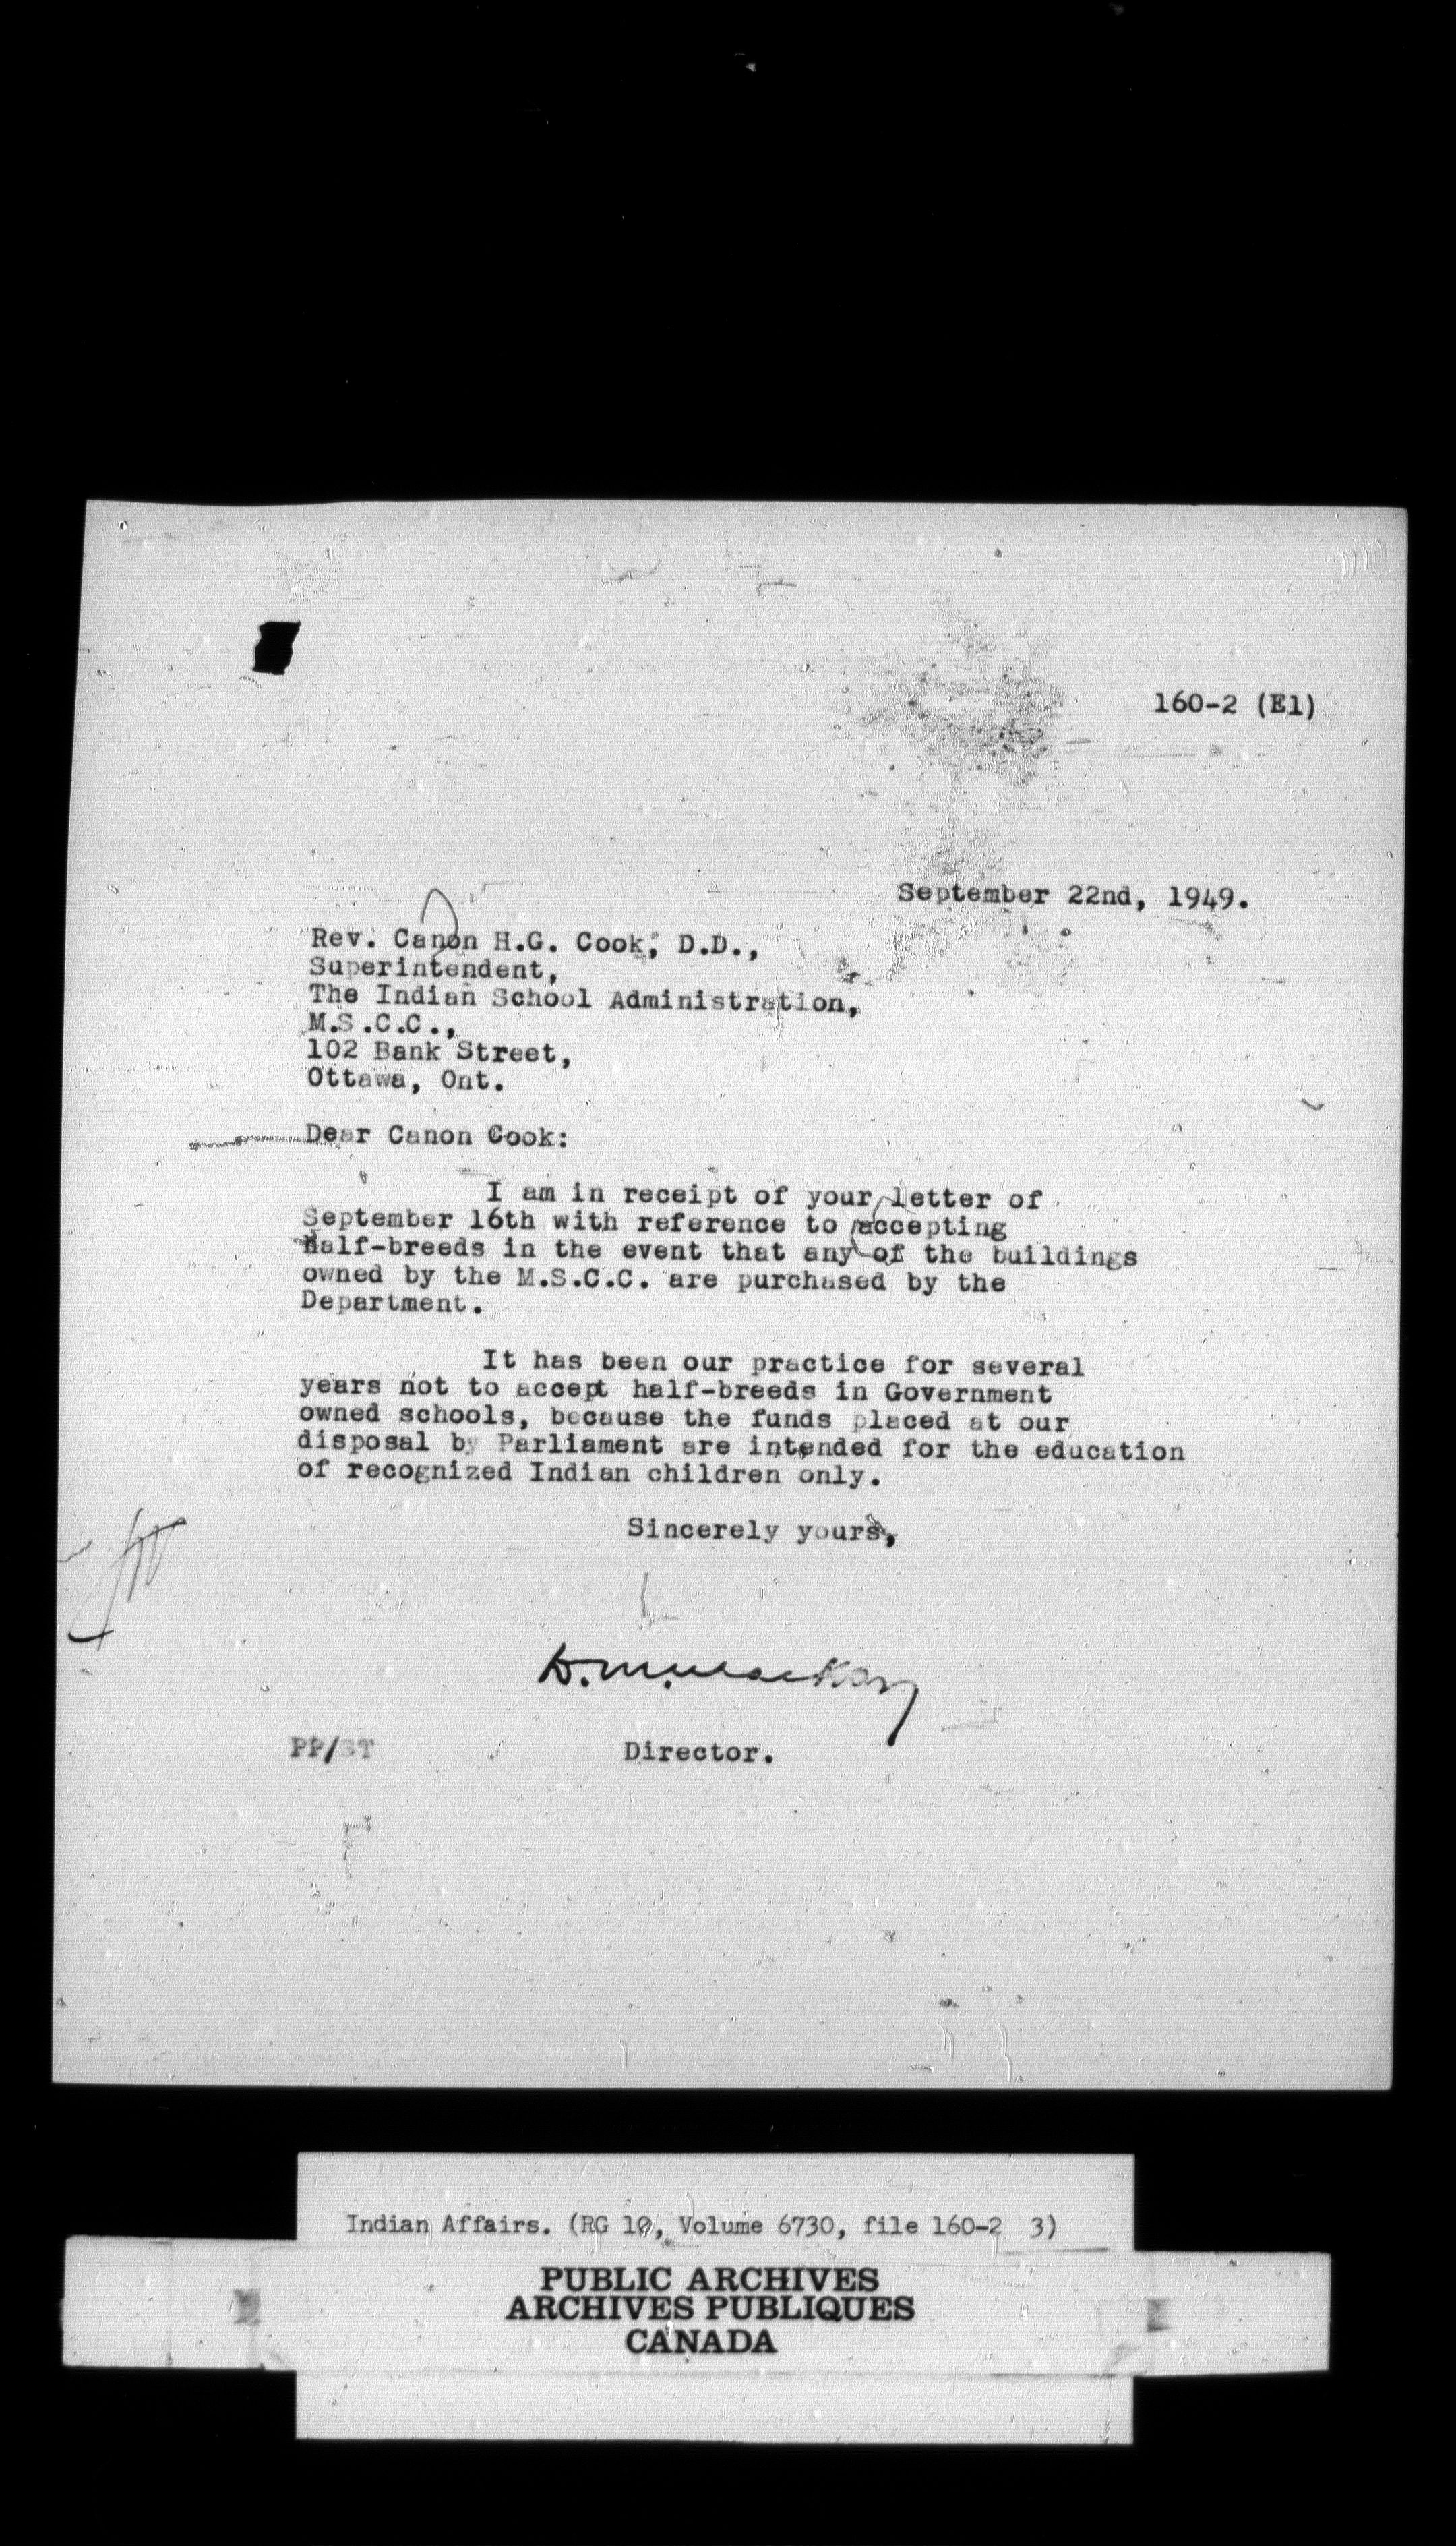 160-2 (E1)
September 22nd, 1949.
Rev. Canon H.G. Cook, D.D.,
Superintendent,
The Indian School Administration,
M.S.C.C.,
102 Bank Street,
Ottawa, Ont.
Dear Canon Cook:
I am in receipt of your letter of
September 16th with reference to accepting
half-breeds in the event that any of the buildings
owned by the M.S.C.C. are purchased by the
Department.
It has been our practice for several
years not to accept half-breeds in Government
owned schools, because the funds placed at our
disposal by Parliament are intended for the education
of recognized Indian children only.
Sincerely yours,
D. M. MacKay
PP/ST
Director.
Indian Affairs. (RG 10, Volume 6730, file 160-2 3)
PUBLIC ARCHIVES
ARCHIVES PUBLIQUES
CANADA